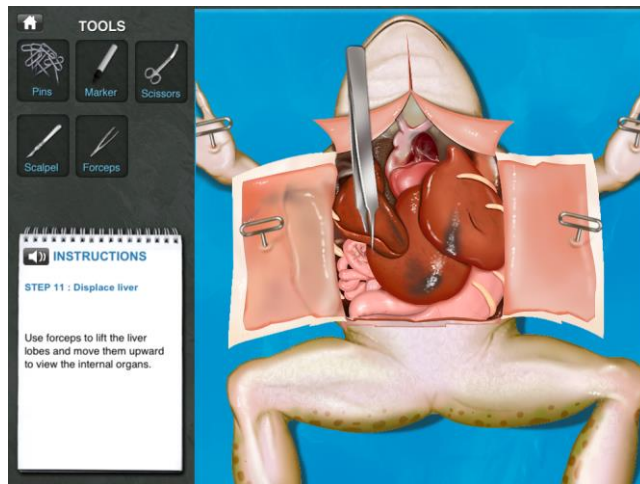 TOOLS
Pins
Marker
Scissors
Scalpel
Forceps
INSTRUCTIONS
STEP 11 : Displace liver
Use forceps to lift the liver
lobes and move them upward
to view the internal organs.